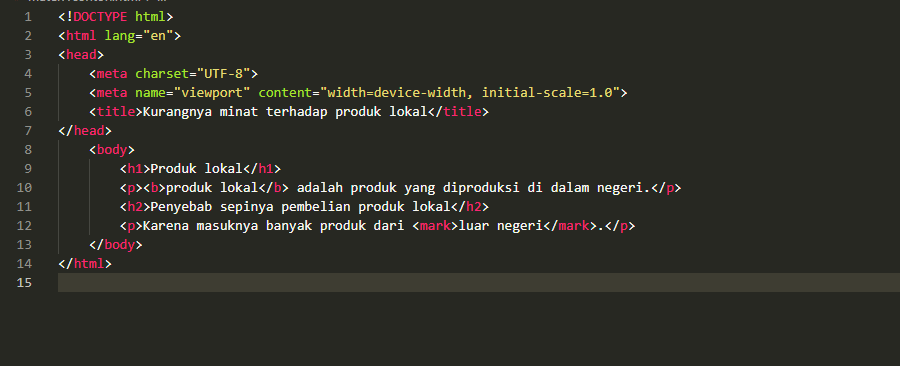 1 <!DOCTYPE html>
2 <html lang="en">
3 <head>
4     <meta charset="UTF-8">
5     <meta name="viewport" content="width=device-width, initial-scale=1.0">
6     <title>Kurangnya minat terhadap produk lokal</title>
7 </head>
8     <body>
9         <h1>Produk lokal</h1>
10         <p><b>produk lokal</b> adalah produk yang diproduksi di dalam negeri.</p>
11         <h2>Penyebab sepinya pembelian produk lokal</h2>
12         <p>Karena masuknya banyak produk dari <mark>luar negeri</mark>.</p>
13     </body>
14 </html>
15